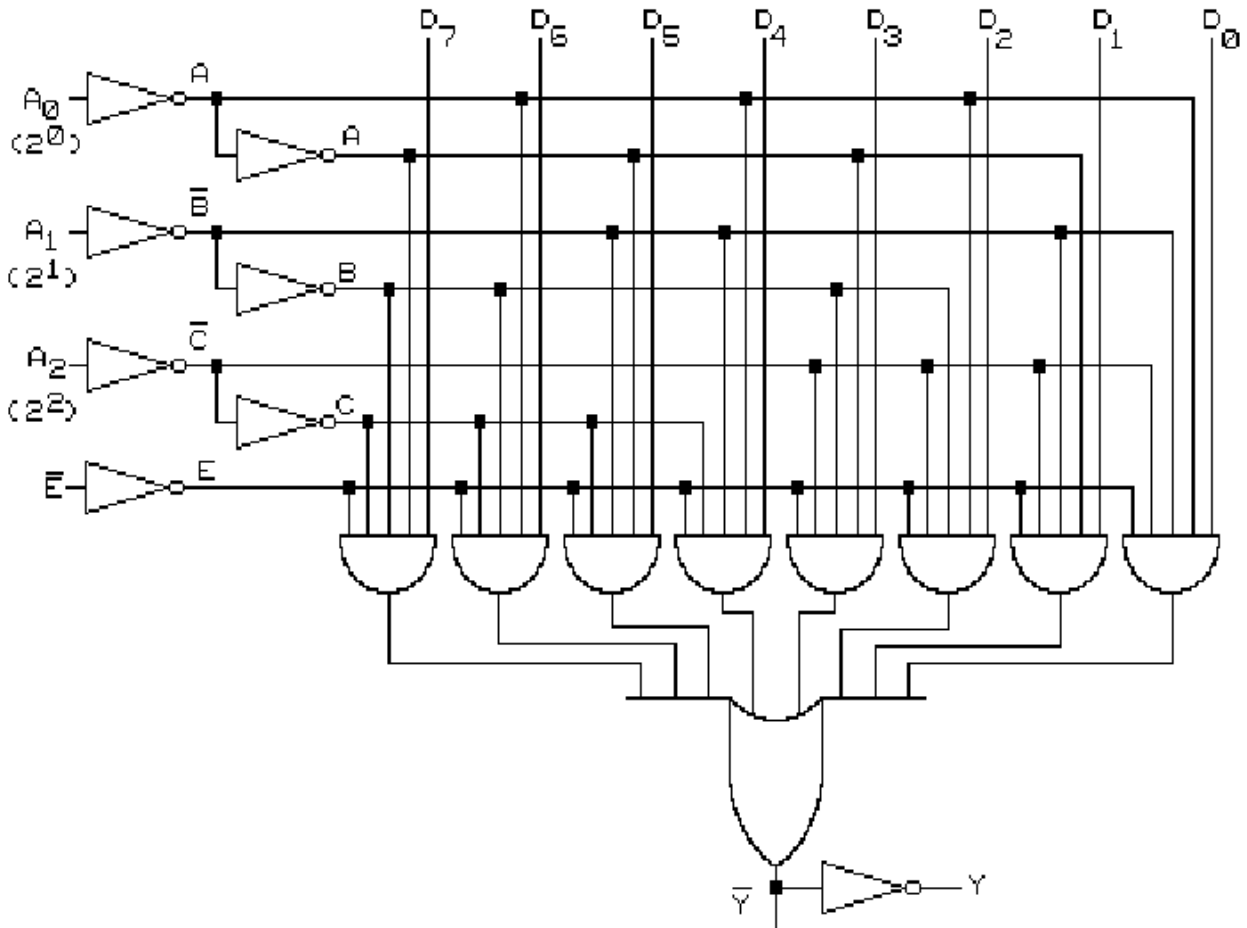 D₇ D₆ D₅ D₄ D₃ D₂ D₁ D₀
A
A₀
(2⁰)
A
B̅
A₁
(2¹)
B
C̅
A₂
(2²)
C
E̅
E
Y̅
Y